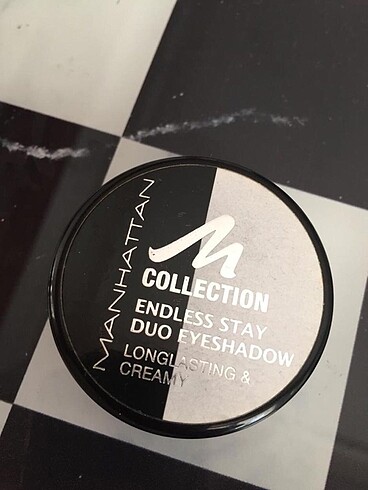 MANHATTAN
M
COLLECTION
ENDLESS STAY
DUO EYESHADOW
LONGLASTING &
CREAMY